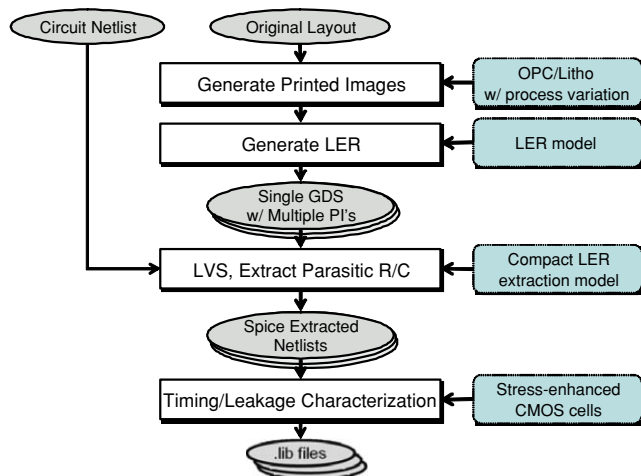 Circuit Netlist
Original Layout
Generate Printed Images
OPC/Litho
w/ process variation
Generate LER
LER model
Single GDS
w/ Multiple PI's
LVS, Extract Parasitic R/C
Compact LER
extraction model
Spice Extracted
Netlists
Timing/Leakage Characterization
Stress-enhanced
CMOS cells
.lib files